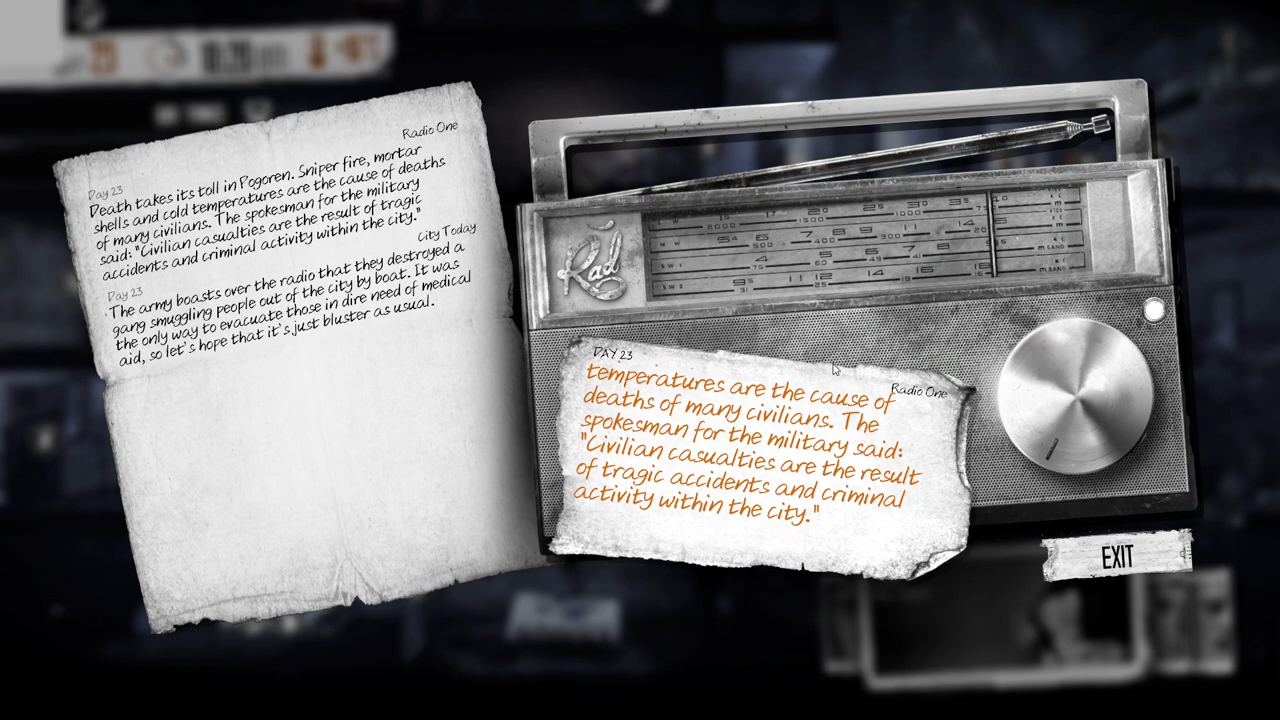 Radio One
Day 23
Death takes its toll in Pogoren. Sniper fire, mortar
shells and cold temperatures are the cause of deaths
of many civilians. The spokesman for the military
said: "Civilian casualties are the result of tragic
accidents and criminal activity within the city."
City Today
Day 23
The army boasts over the radio that they destroyed a
gang smuggling people out of the city by boat. It was
the only way to evacuate those in dire need of medical
aid, so let's hope that it's just bluster as usual.
Rad
DAY 23
Radio One
temperatures are the cause of
deaths of many civilians. The
spokesman for the military said:
"Civilian casualties are the result
of tragic accidents and criminal
activity within the city."
EXIT